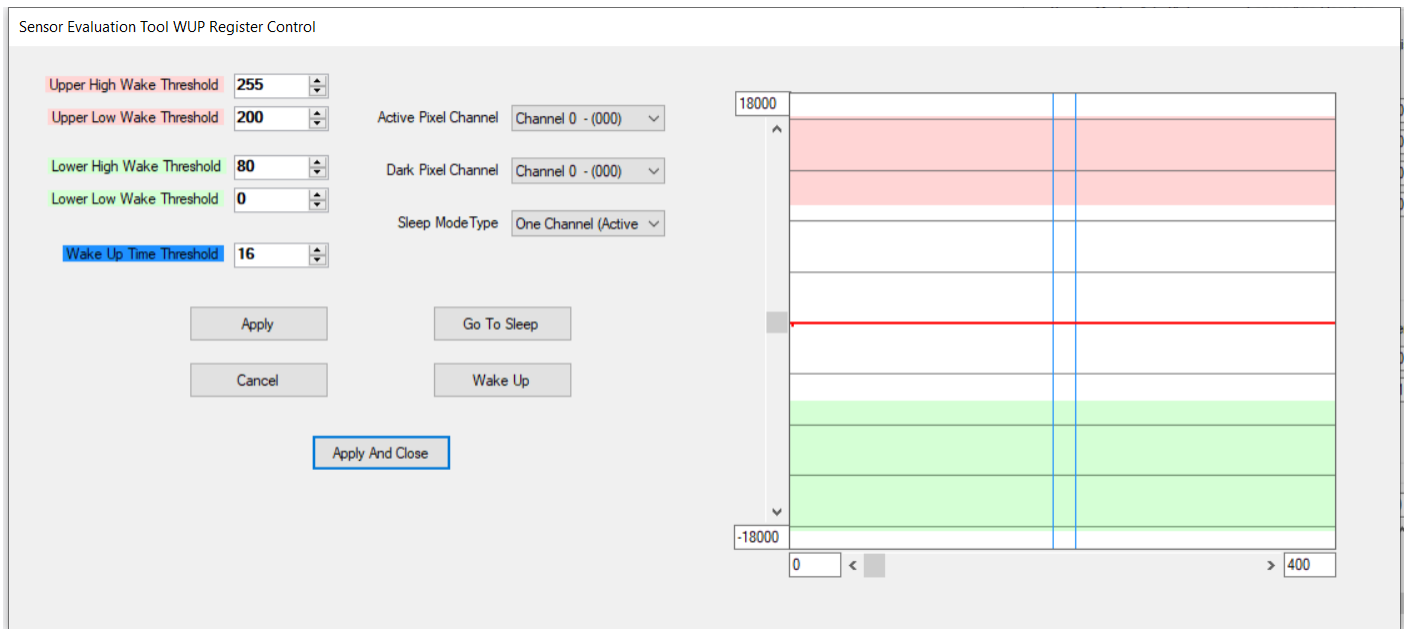 Sensor Evaluation Tool WUP Register Control
Upper High Wake Threshold 255
Upper Low Wake Threshold 200
Lower High Wake Threshold 80
Lower Low Wake Threshold 0
Wake Up Time Threshold 16
Active Pixel Channel Channel 0 - (000)
Dark Pixel Channel Channel 0 - (000)
Sleep Mode Type One Channel (Active
Apply
Go To Sleep
Cancel
Wake Up
Apply And Close
18000
-18000
0 < > 400